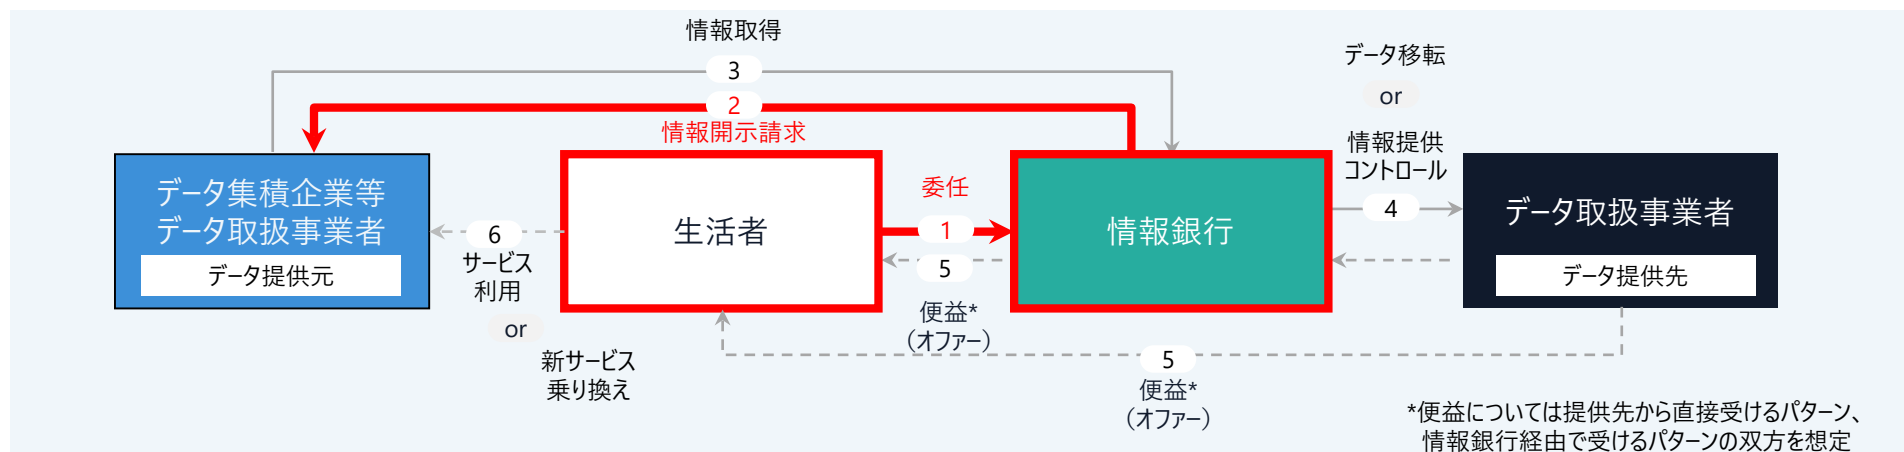 情報取得
3
2
情報開示請求
データ移転
or
情報提供
コントロール
4
データ集積企業等
データ取扱事業者
データ提供元
6
サービス
利用
or
新サービス
乗り換え
生活者
委任
1
5
便益*
（オファー）
情報銀行
データ取扱事業者
データ提供先
5
便益*
（オファー）
*便益については提供先から直接受けるパターン、
情報銀行経由で受けるパターンの双方を想定